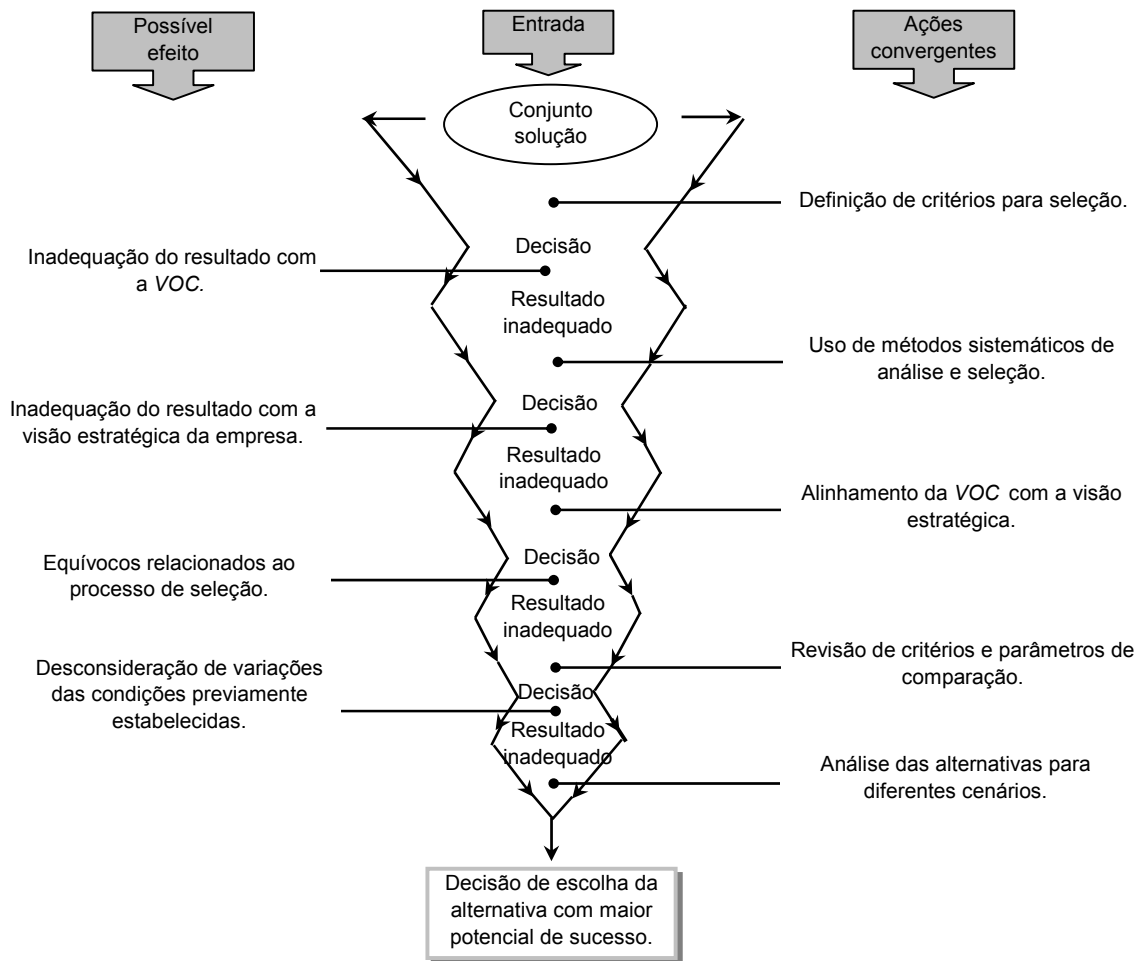 Possível
efeito
Entrada
Ações
convergentes
Conjunto
solução
Definição de critérios para seleção.
Decisão
Inadequação do resultado com
a VOC.
Resultado
inadequado
Uso de métodos sistemáticos de
análise e seleção.
Decisão
Inadequação do resultado com a
visão estratégica da empresa.
Resultado
inadequado
Alinhamento da VOC com a visão
estratégica.
Decisão
Equívocos relacionados ao
processo de seleção.
Resultado
inadequado
Revisão de critérios e parâmetros de
comparação.
Decisão
Desconsideração de variações
das condições previamente
estabelecidas.
Resultado
inadequado
Análise das alternativas para
diferentes cenários.
Decisão de escolha da
alternativa com maior
potencial de sucesso.